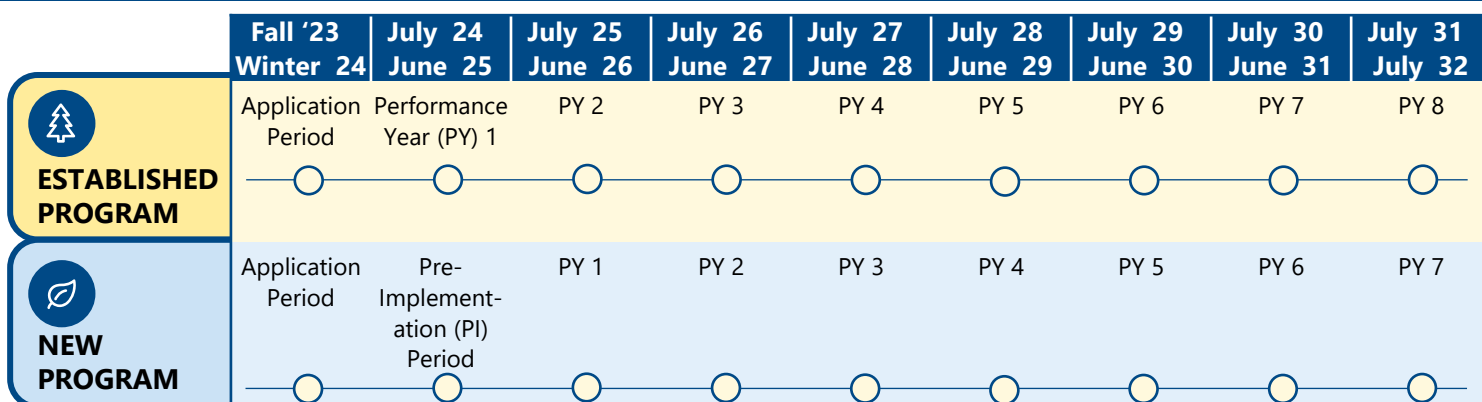 Fall ‘23 July 24 July 25 July 26 July 27 July 28 July 29 July 30 July 31
Winter 24 June 25 June 26 June 27 June 28 June 29 June 30 June 31 July 32
Application Performance PY 2 PY 3 PY 4 PY 5 PY 6 PY 7 PY 8
Period Year (PY) 1
ESTABLISHED
PROGRAM
Application Pre- PY 1 PY 2 PY 3 PY 4 PY 5 PY 6 PY 7
Period Implement-
ation (PI)
Period
NEW
PROGRAM